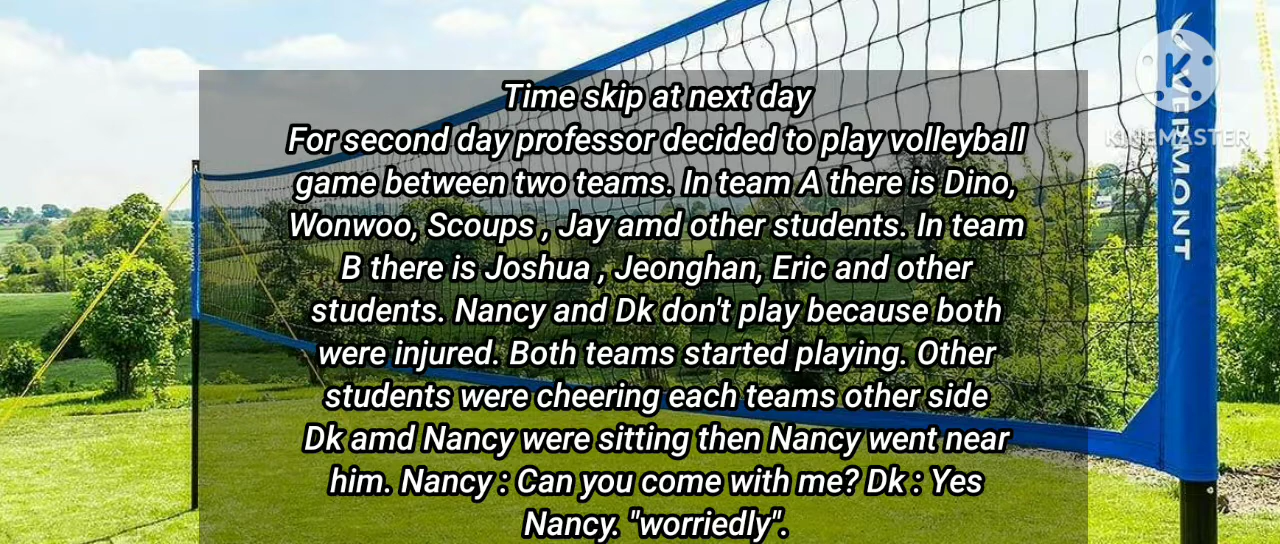 Time skip at next day
For second day professor decided to play volleyball
game between two teams. In team A there is Dino,
Wonwoo, Scoups , Jay amd other students. In team
B there is Joshua , Jeonghan, Eric and other
students. Nancy and Dk don't play because both
were injured. Both teams started playing. Other
students were cheering each teams other side
Dk amd Nancy were sitting then Nancy went near
him. Nancy : Can you come with me? Dk : Yes
Nancy. "worriedly".
K
KINEMASTER
VERMONT